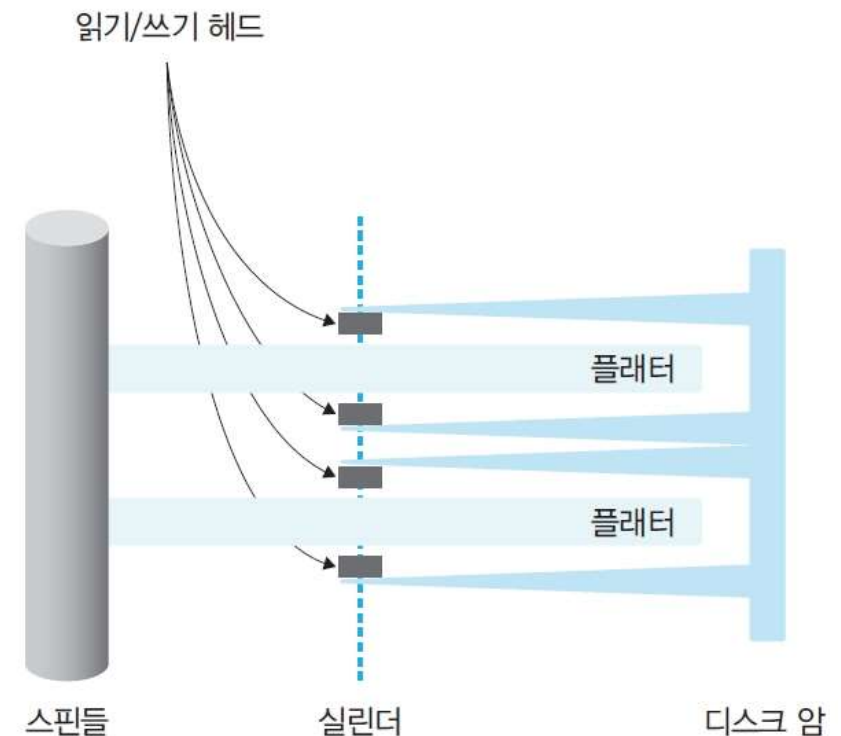 읽기/쓰기 헤드
플래터
플래터
스핀들
실린더
디스크 암